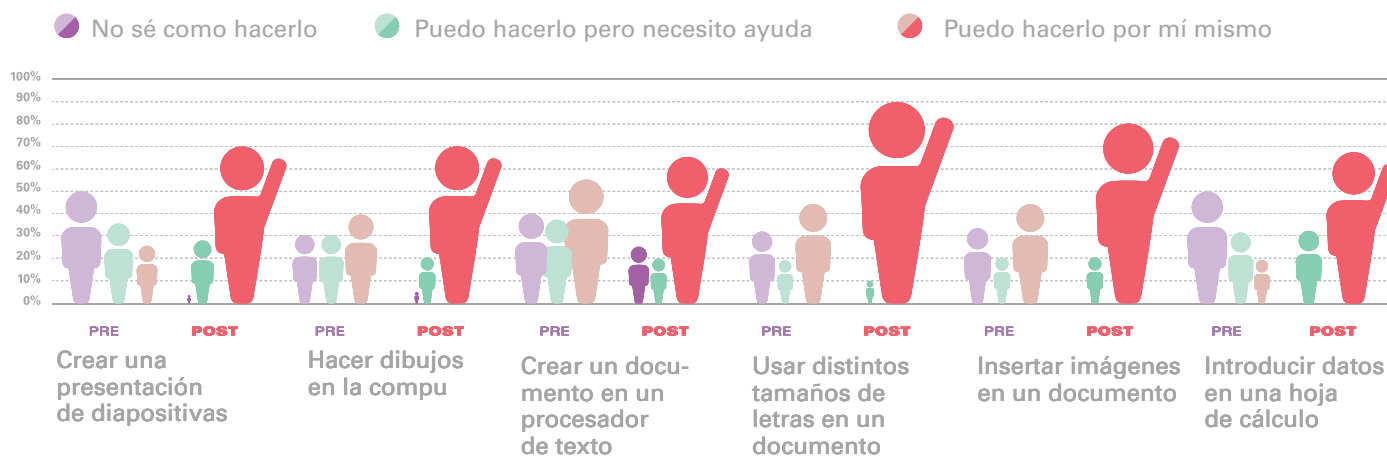 No sé como hacerlo
Puedo hacerlo pero necesito ayuda
Puedo hacerlo por mí mismo
100%
90%
80%
70%
60%
50%
40%
30%
20%
10%
0%
PRE
POST
PRE
POST
PRE
POST
PRE
POST
PRE
POST
PRE
POST
Crear una
presentación
de diapositivas
Hacer dibujos
en la compu
Crear un docu-
mento en un
procesador
de texto
Usar distintos
tamaños de
letras en un
documento
Insertar imágenes
en un documento
Introducir datos
en una hoja
de cálculo